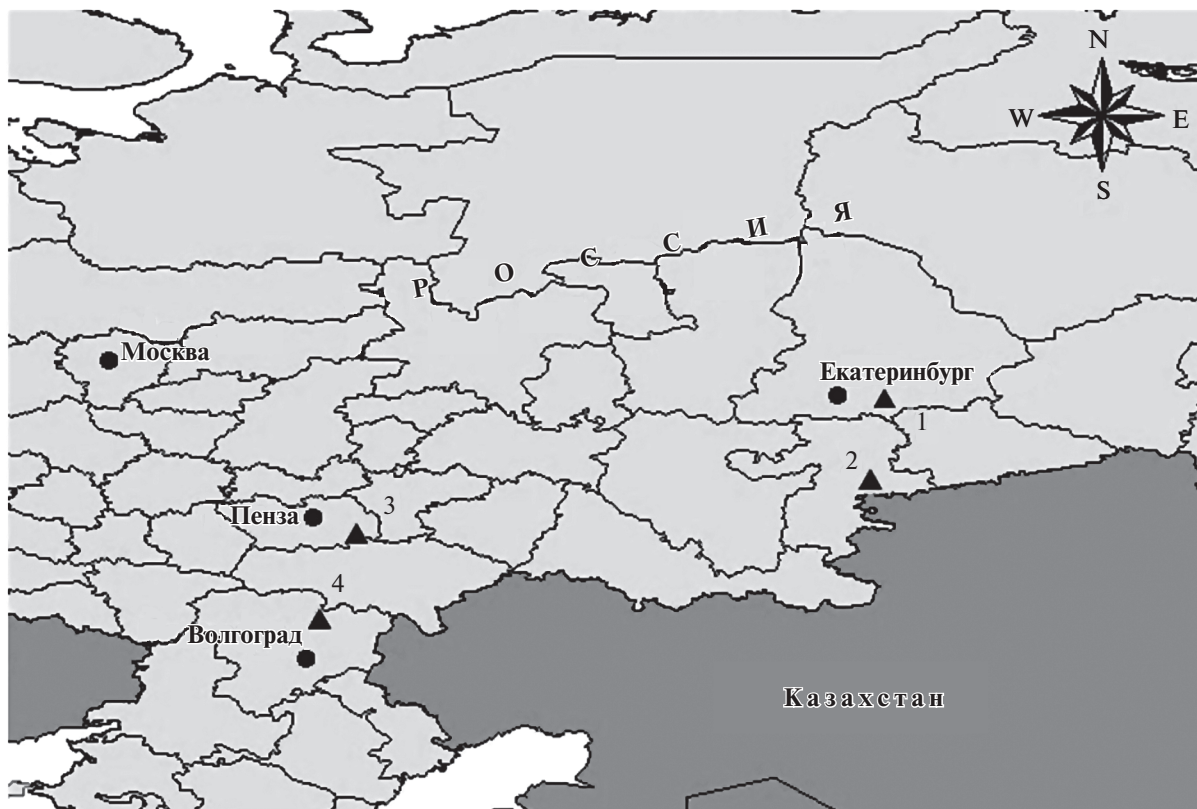 N
W E
S
Р О С С И Я
Москва
Екатеринбург
1
2
Пенза
3
4
Волгоград
Казахстан